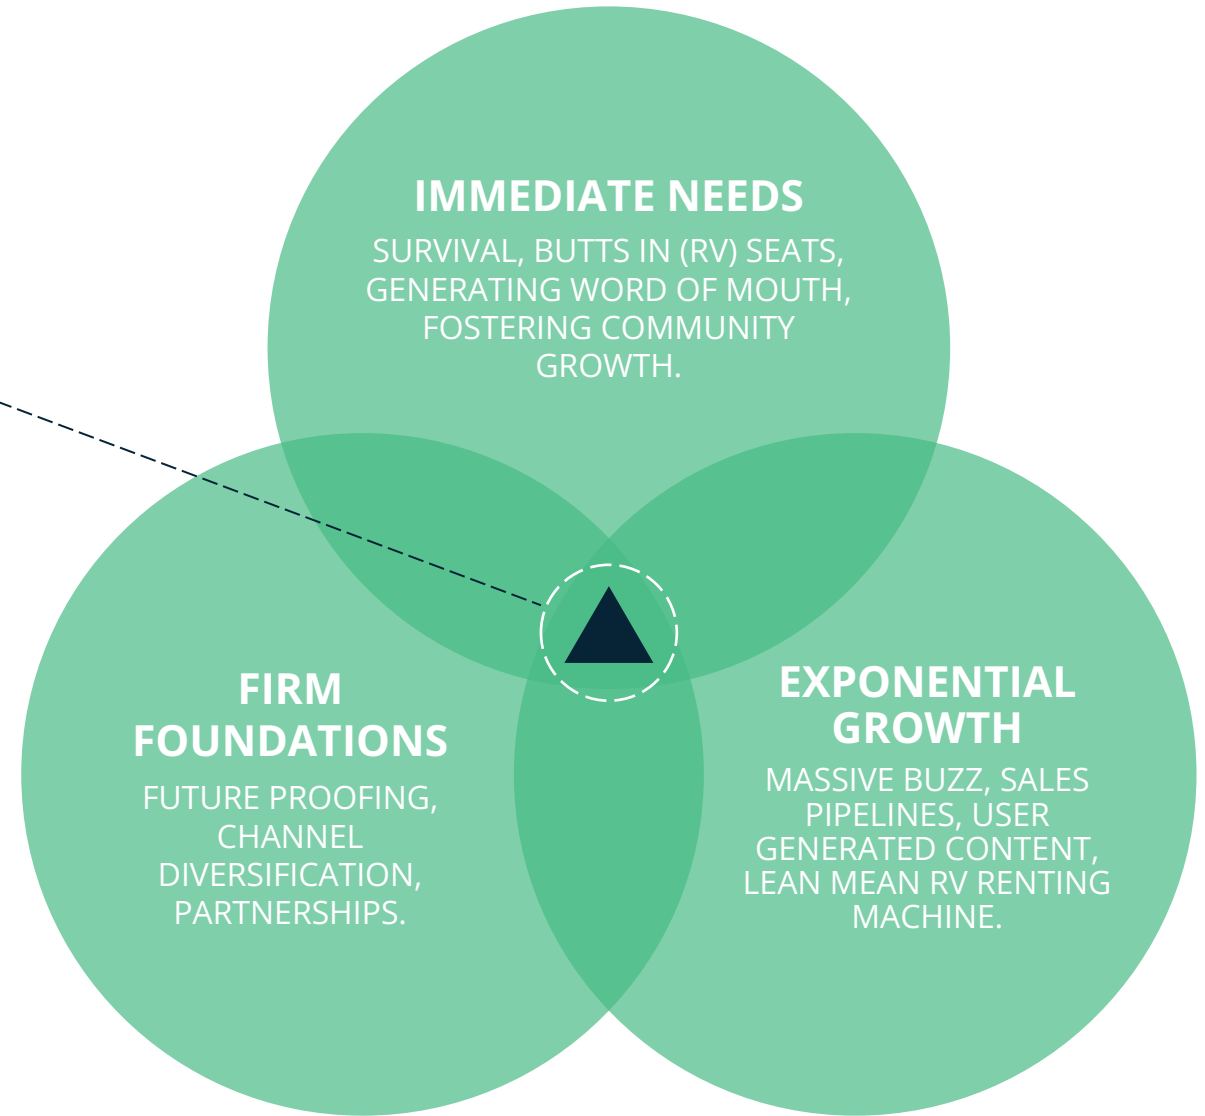 IMMEDIATE NEEDS
SURVIVAL, BUTTS IN (RV) SEATS,
GENERATING WORD OF MOUTH,
FOSTERING COMMUNITY
GROWTH.
FIRM
FOUNDATIONS
FUTURE PROOFING,
CHANNEL
DIVERSIFICATION,
PARTNERSHIPS.
EXPONENTIAL
GROWTH
MASSIVE BUZZ, SALES
PIPELINES, USER
GENERATED CONTENT,
LEAN MEAN RV RENTING
MACHINE.